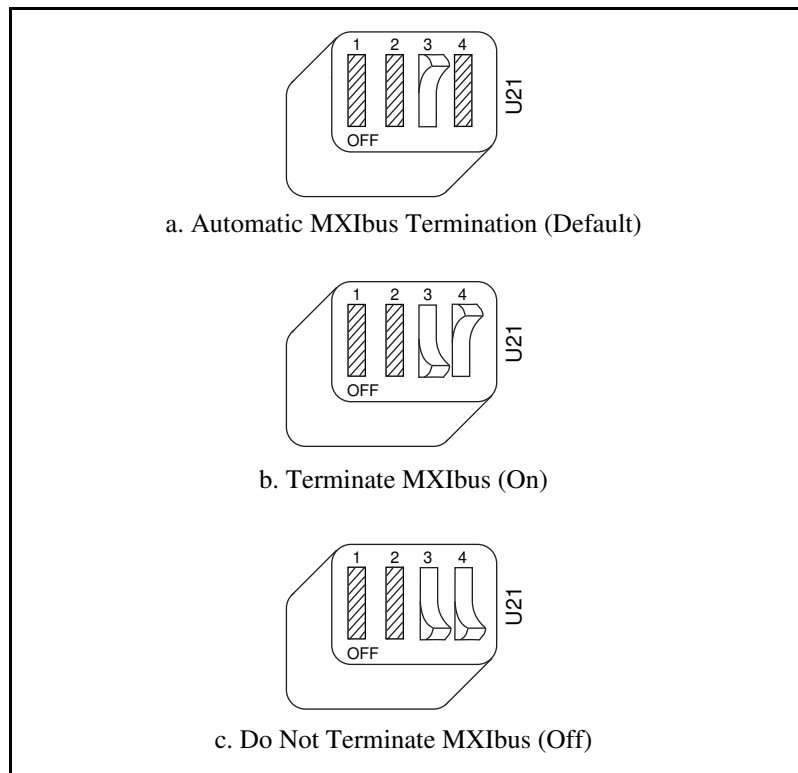 1 2 3 4
OFF
U21
a. Automatic MXIbus Termination (Default)
1 2 3 4
OFF
U21
b. Terminate MXIbus (On)
1 2 3 4
OFF
U21
c. Do Not Terminate MXIbus (Off)